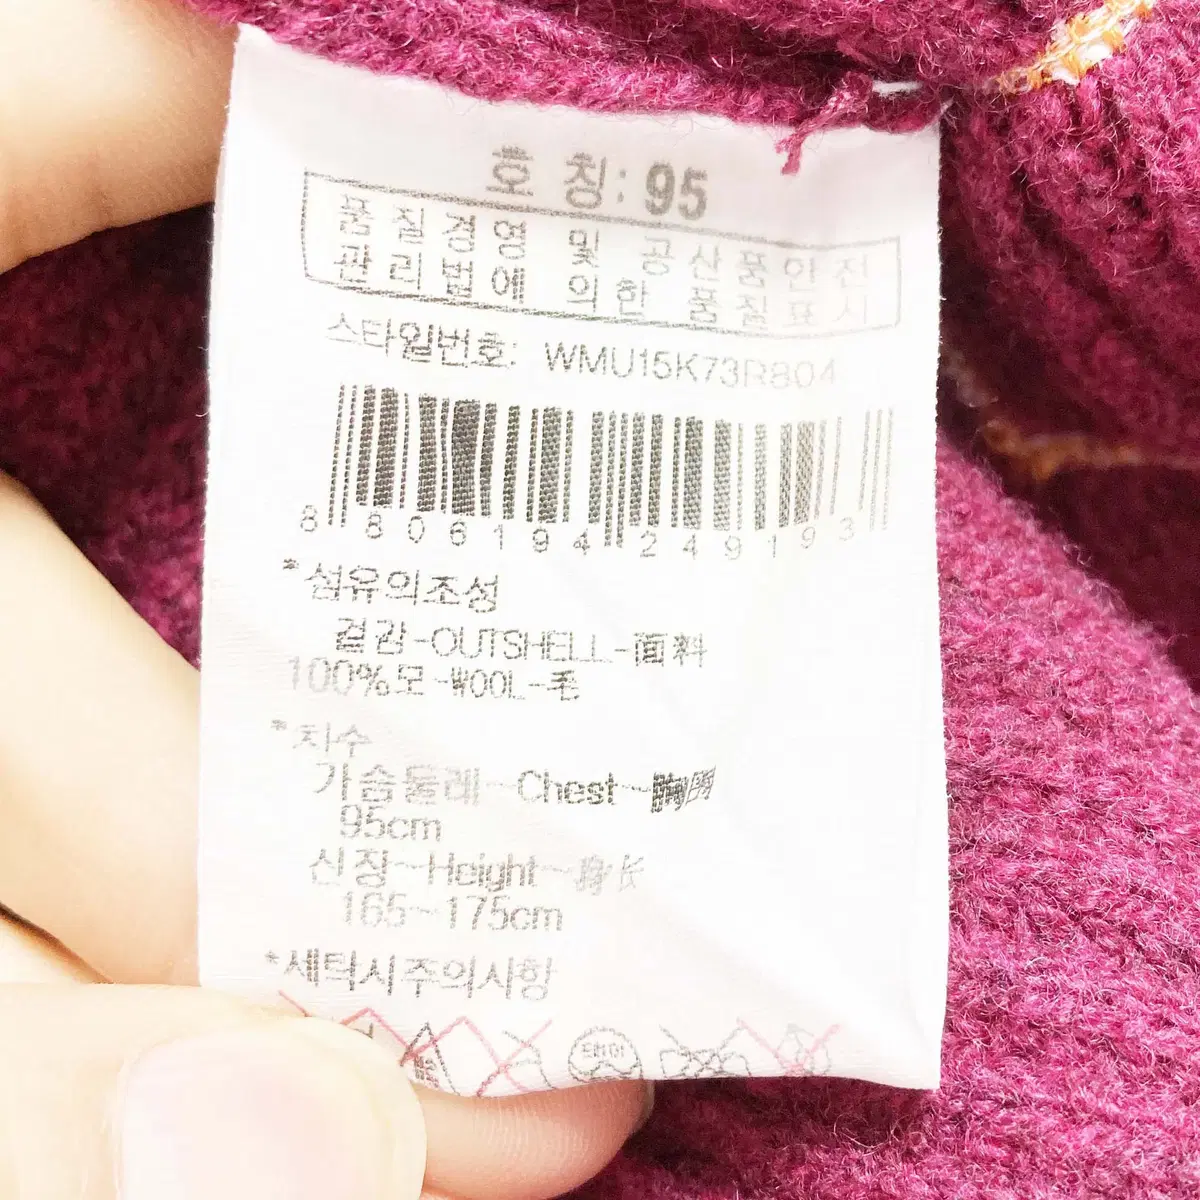 호 칭: 95
품질경영 및 공산품안전
관리법에 의한 품질표시
스타일번호: WMU15K73R804
8 806194 249193
*섬유의조성
겉감-OUTSHELL-面料
100%모-WOOL-毛
*치수
가슴둘레~Chest~胸围
95cm
신장~Height~身长
165~175cm
*세탁시주의사항